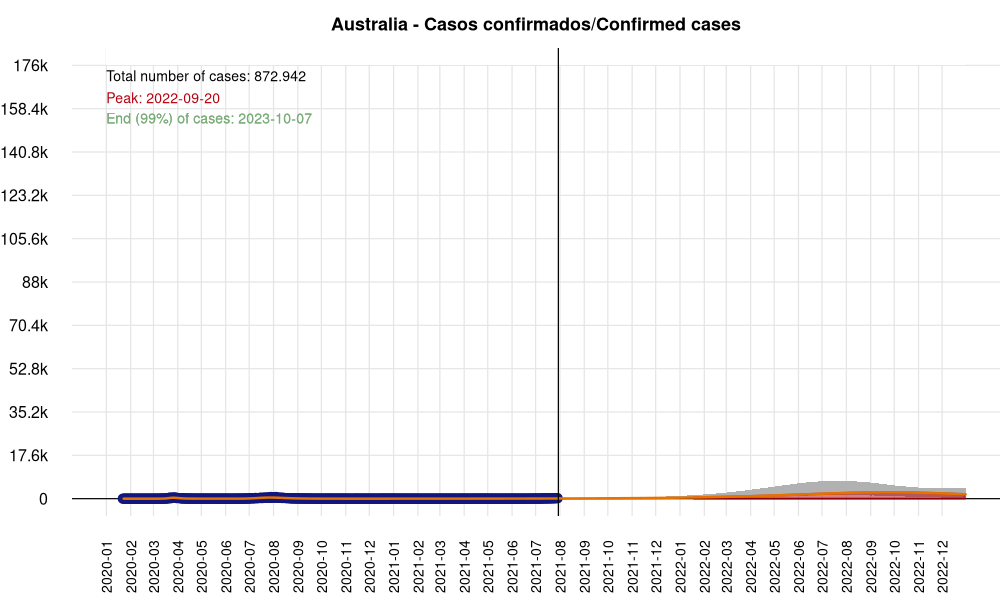 Australia - Casos confirmados/Confirmed cases
Total number of cases: 872.942
Peak: 2022-09-20
End (99%) of cases: 2023-10-07
176k
158.4k
140.8k
123.2k
105.6k
88k
70.4k
52.8k
35.2k
17.6k
0
2020-01
2020-02
2020-03
2020-04
2020-05
2020-06
2020-07
2020-08
2020-09
2020-10
2020-11
2020-12
2021-01
2021-02
2021-03
2021-04
2021-05
2021-06
2021-07
2021-08
2021-09
2021-10
2021-11
2021-12
2022-01
2022-02
2022-03
2022-04
2022-05
2022-06
2022-07
2022-08
2022-09
2022-10
2022-11
2022-12